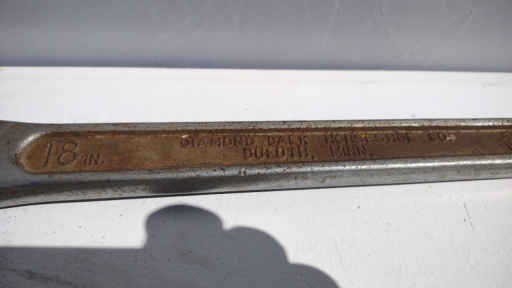 18 IN.
DIAMOND CALK HORSESHOE CO.
DULUTH, MINN.